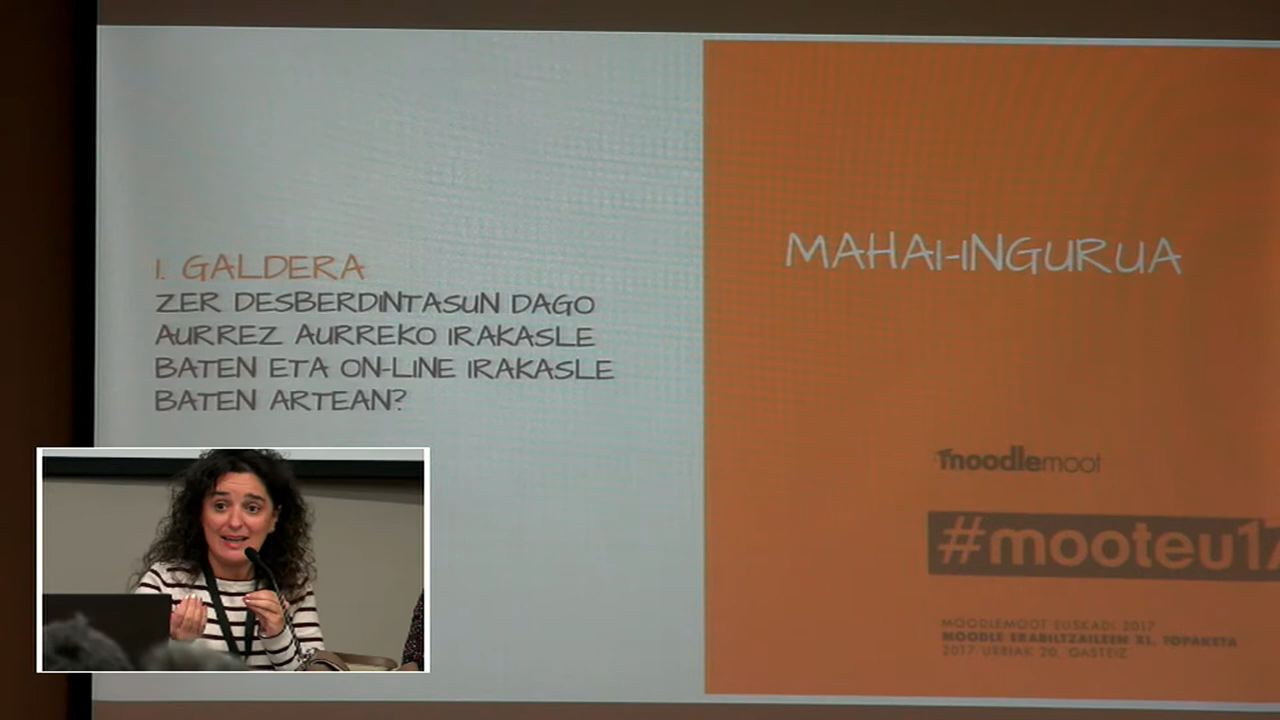 1. GALDERA
ZER DESBERDINTASUN DAGO
AURREZ AURREKO IRAKASLE
BATEN ETA ON-LINE IRAKASLE
BATEN ARTEAN?
MAHAI-INGURUA
moodlemoot
#mooteu17
MOODLEMOOT EUSKADI 2017
MOODLE ERABILTZAILEEN XI. TOPAKETA
2017 URRIAK 20. GASTEIZ